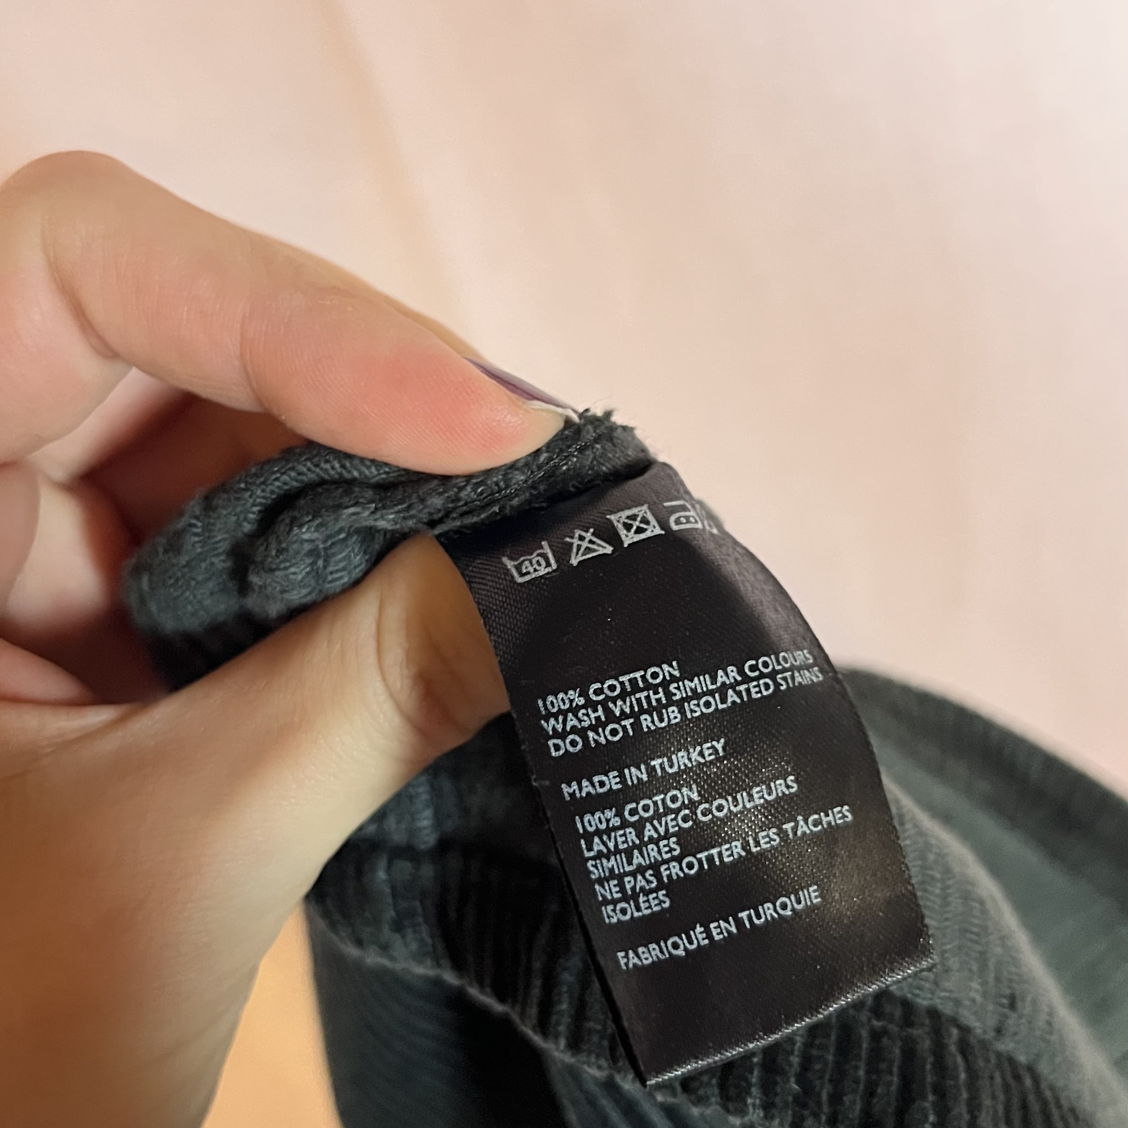 40
100% COTTON
WASH WITH SIMILAR COLOURS
DO NOT RUB ISOLATED STAINS
MADE IN TURKEY
100% COTON
LAVER AVEC COULEURS
SIMILAIRES
NE PAS FROTTER LES TÂCHES
ISOLÉES
FABRIQUÉ EN TURQUIE